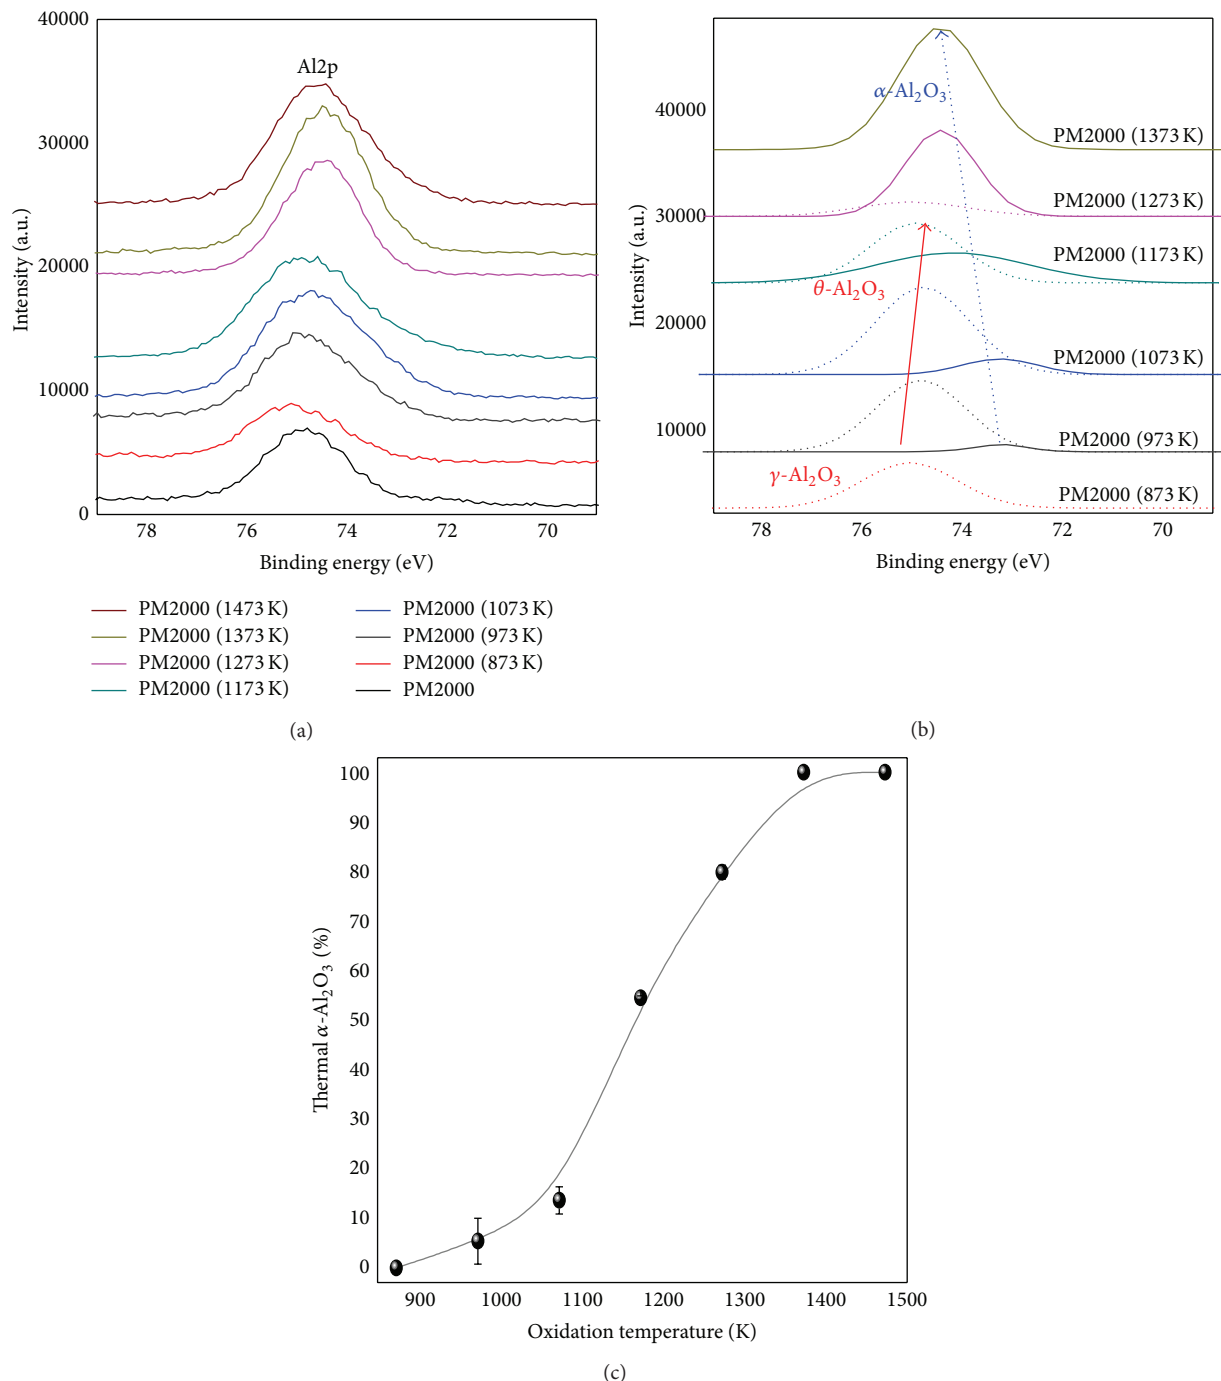 40000
30000
20000
10000
0
Intensity (a.u.)
Al2p
78 76 74 72 70
Binding energy (eV)
PM2000 (1473 K)
PM2000 (1373 K)
PM2000 (1273 K)
PM2000 (1173 K)
PM2000 (1073 K)
PM2000 (973 K)
PM2000 (873 K)
PM2000
(a)
40000
30000
20000
10000
Intensity (a.u.)
α-Al₂O₃
PM2000 (1373 K)
PM2000 (1273 K)
PM2000 (1173 K)
θ-Al₂O₃
PM2000 (1073 K)
PM2000 (973 K)
γ-Al₂O₃
PM2000 (873 K)
78 76 74 72 70
Binding energy (eV)
(b)
100
90
80
70
60
50
40
30
20
10
0
Thermal α-Al₂O₃ (%)
900 1000 1100 1200 1300 1400 1500
Oxidation temperature (K)
(c)